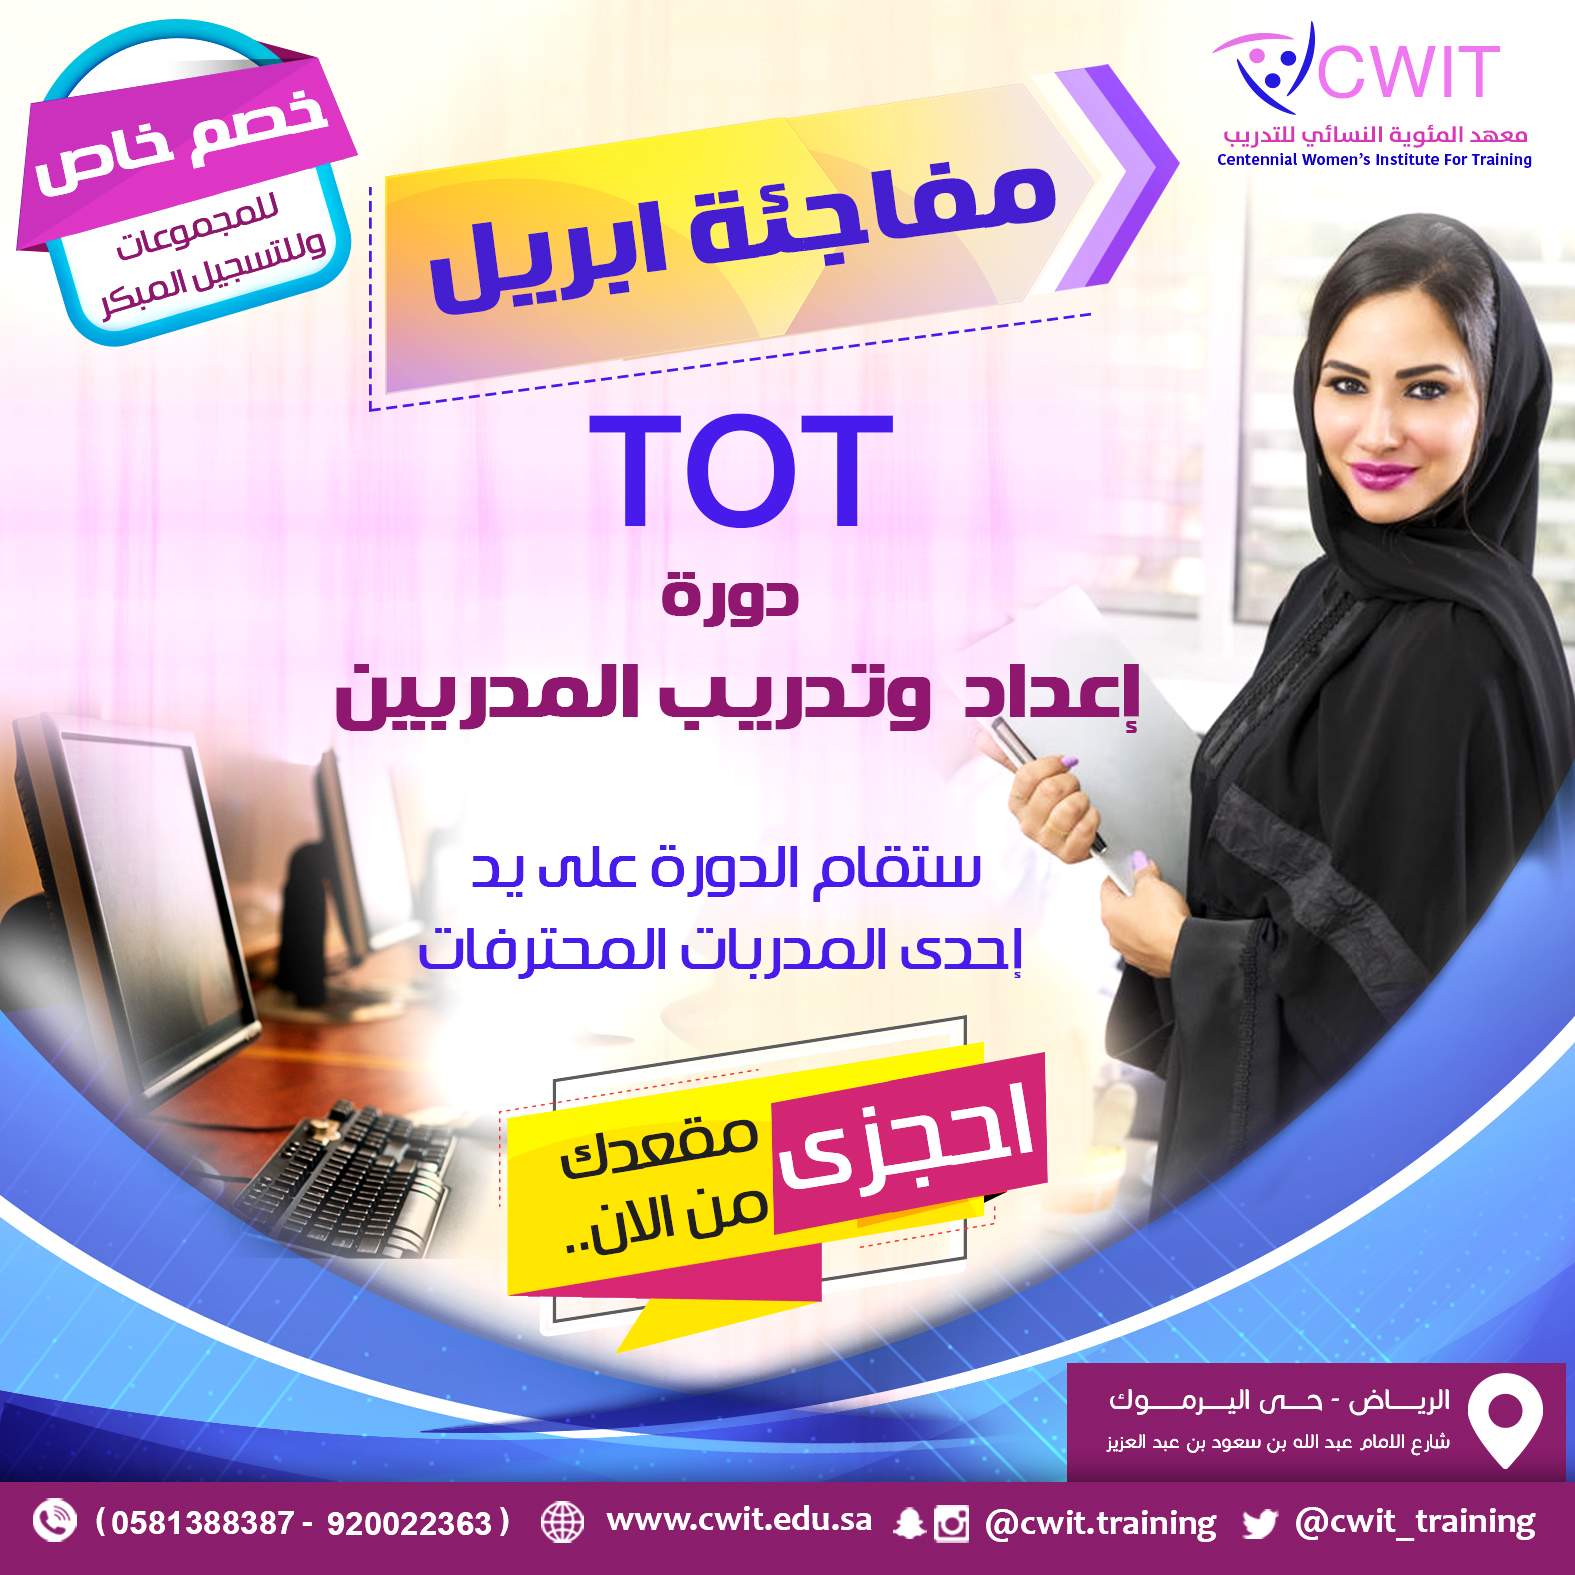 خصم خاص
للمجموعات
وللتسجيل المبكر
CWIT
معهد المئوية النسائي للتدريب
Centennial Women's Institute For Training
مفاجئة ابريل
TOT
دورة
إعداد وتدريب المدربين
ستقام الدورة على يد
إحدى المدربات المحترفات
احجزى
مقعدك
من الان..
الريـــاض - حـــى اليـــرمـــوك
شارع الامام عبد الله بن سعود بن عبد العزيز
( 0581388387 - 920022363 )
www.cwit.edu.sa
@cwit.training
@cwit_training